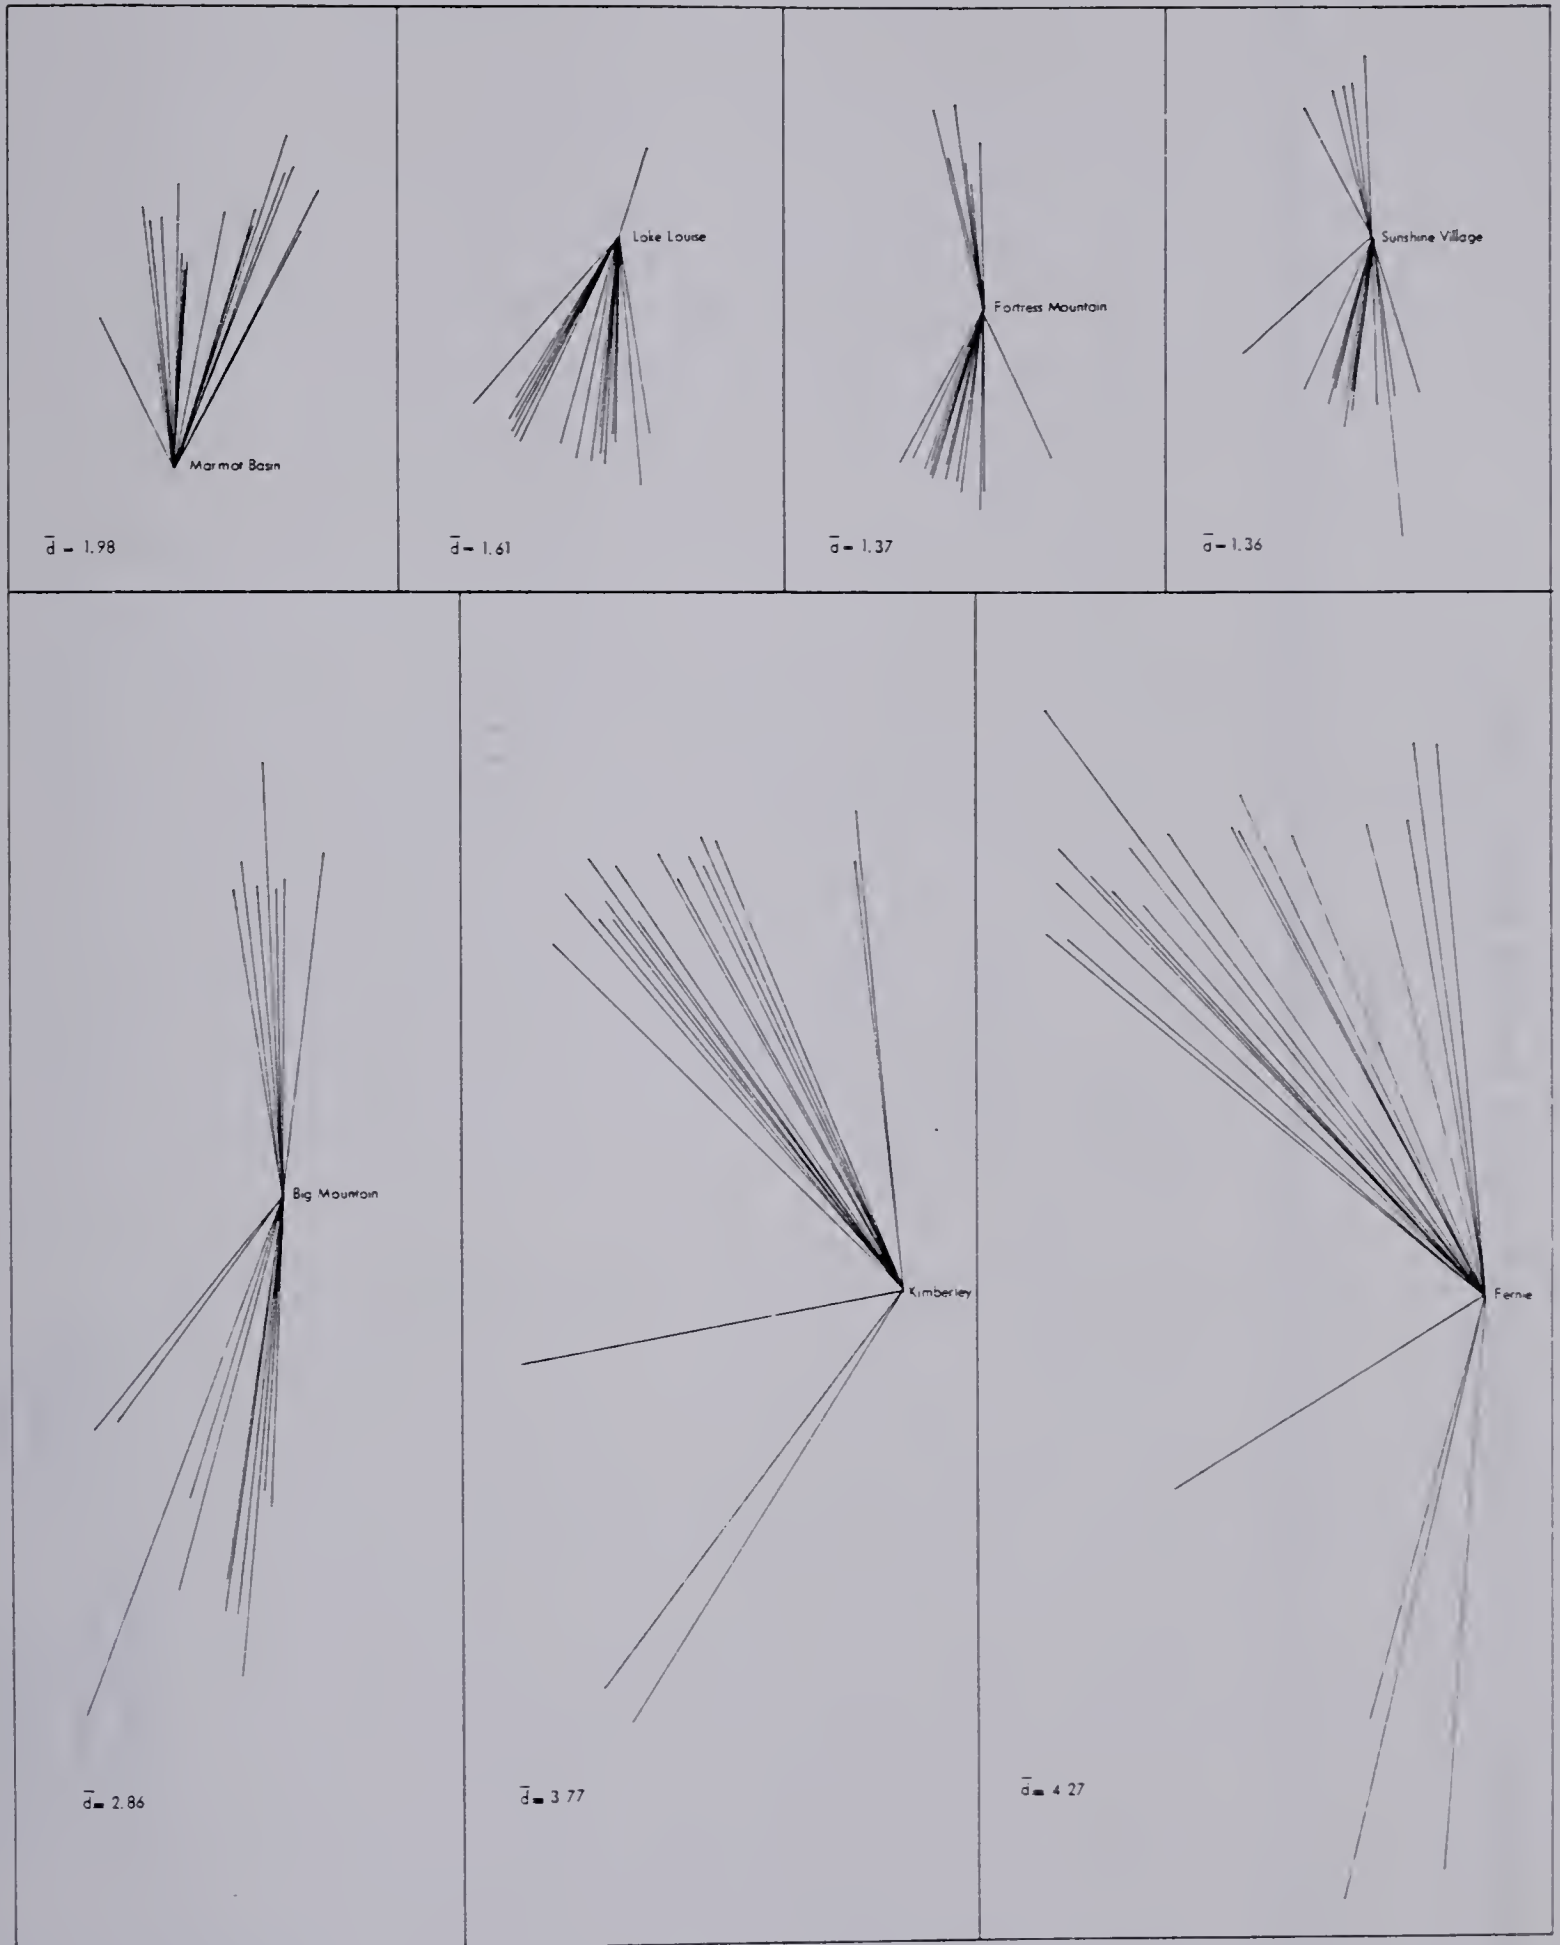 Lake Louise
Sunshine Village
Fortress Mountain
Marmot Basin
d̅ = 1.98
d̅ = 1.61
d̅ = 1.37
d̅ = 1.36
Big Mountain
Kimberley
Fernie
d̅ = 2.86
d̅ = 3.77
d̅ = 4.27